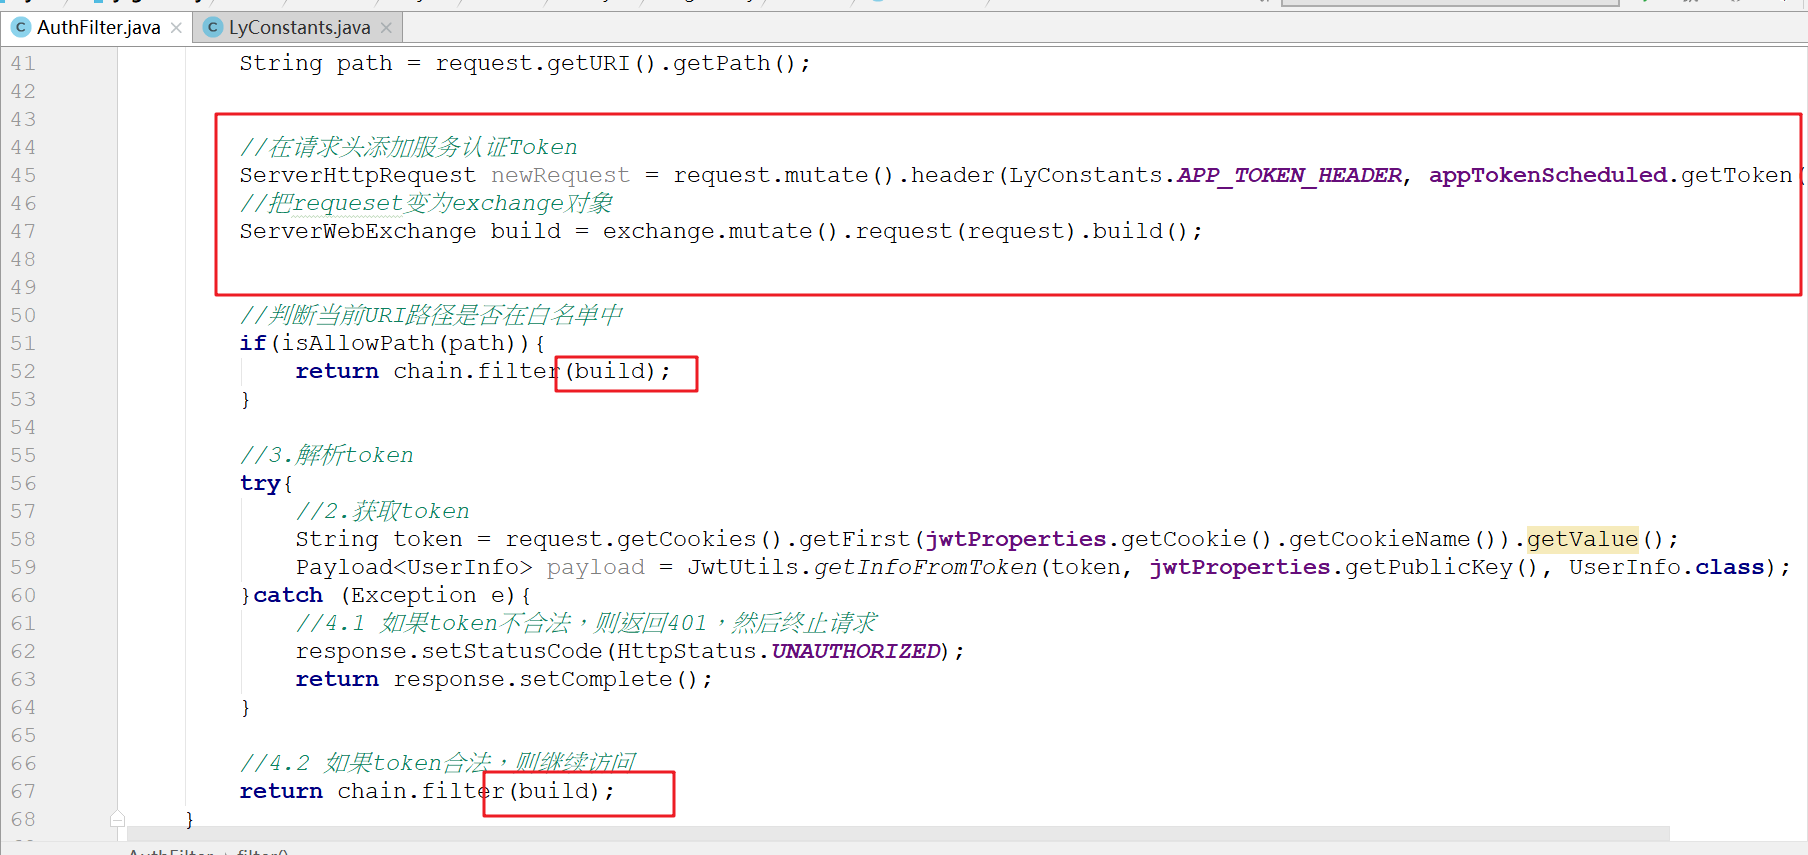 AuthFilter.java
LyConstants.java
41 String path = request.getURI().getPath();
42
43
44 //在请求头添加服务认证Token
45 ServerHttpRequest newRequest = request.mutate().header(LyConstants.APP_TOKEN_HEADER, appTokenScheduled.getToken(
46 //把requeset变为exchange对象
47 ServerWebExchange build = exchange.mutate().request(request).build();
48
49
50 //判断当前URI路径是否在白名单中
51 if(isAllowPath(path)){
52 return chain.filter(build);
53 }
54
55 //3.解析token
56 try{
57 //2.获取token
58 String token = request.getCookies().getFirst(jwtProperties.getCookie().getCookieName()).getValue();
59 Payload<UserInfo> payload = JwtUtils.getInfoFromToken(token, jwtProperties.getPublicKey(), UserInfo.class);
60 }catch (Exception e){
61 //4.1 如果token不合法，则返回401，然后终止请求
62 response.setStatusCode(HttpStatus.UNAUTHORIZED);
63 return response.setComplete();
64 }
65
66 //4.2 如果token合法，则继续访问
67 return chain.filter(build);
68 }